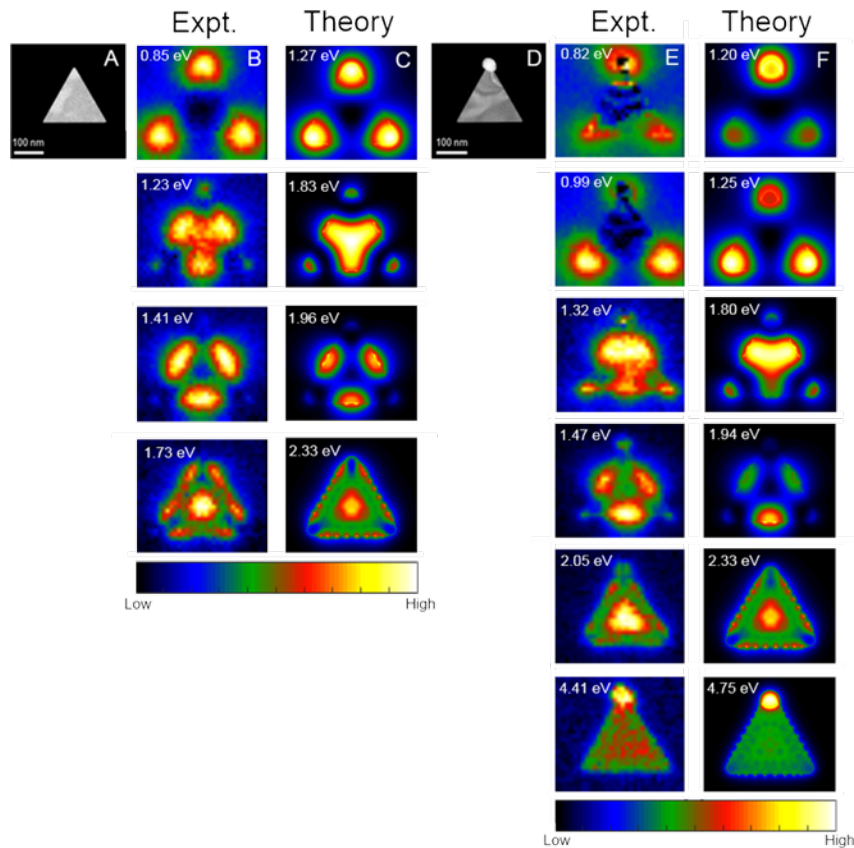 Expt. Theory Expt. Theory
A 0.85 eV B 1.27 eV C D 0.82 eV E 1.20 eV F
100 nm 100 nm
1.23 eV 1.83 eV 0.99 eV 1.25 eV
1.41 eV 1.96 eV 1.32 eV 1.80 eV
1.73 eV 2.33 eV 1.47 eV 1.94 eV
Low High
2.05 eV 2.33 eV
4.41 eV 4.75 eV
Low High